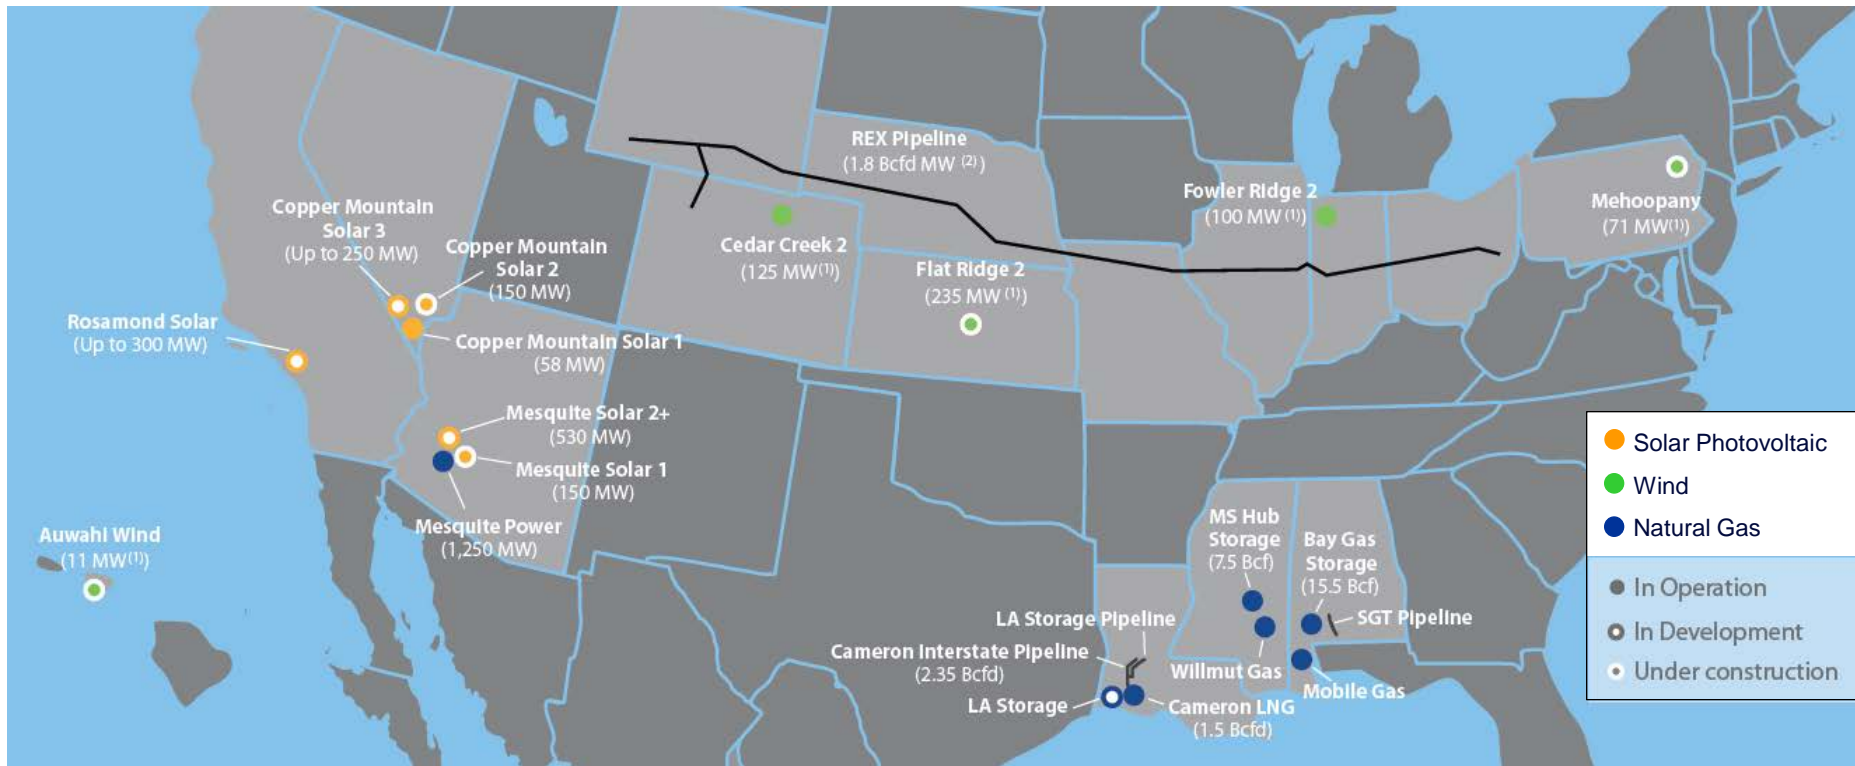 REX Pipeline
(1.8 Bcfd MW (2) )
Fowler Ridge 2
(100 MW (1))
Mehoopany
(71 MW(1))
Copper Mountain
Solar 3
(Up to 250 MW)
Copper Mountain
Solar 2
(150 MW)
Cedar Creek 2
(125 MW(1))
Flat Ridge 2
(235 MW (1))
Rosamond Solar
(Up to 300 MW)
Copper Mountain Solar 1
(58 MW)
Mesquite Solar 2+
(530 MW)
Mesquite Solar 1
(150 MW)
Mesquite Power
(1,250 MW)
Auwahi Wind
(11 MW(1))
MS Hub
Storage
(7.5 Bcf)
Bay Gas
Storage
(15.5 Bcf)
SGT Pipeline
LA Storage Pipeline
Cameron Interstate Pipeline
(2.35 Bcfd)
Willmut Gas
Mobile Gas
LA Storage
Cameron LNG
(1.5 Bcfd)
Solar Photovoltaic
Wind
Natural Gas
In Operation
In Development
Under construction